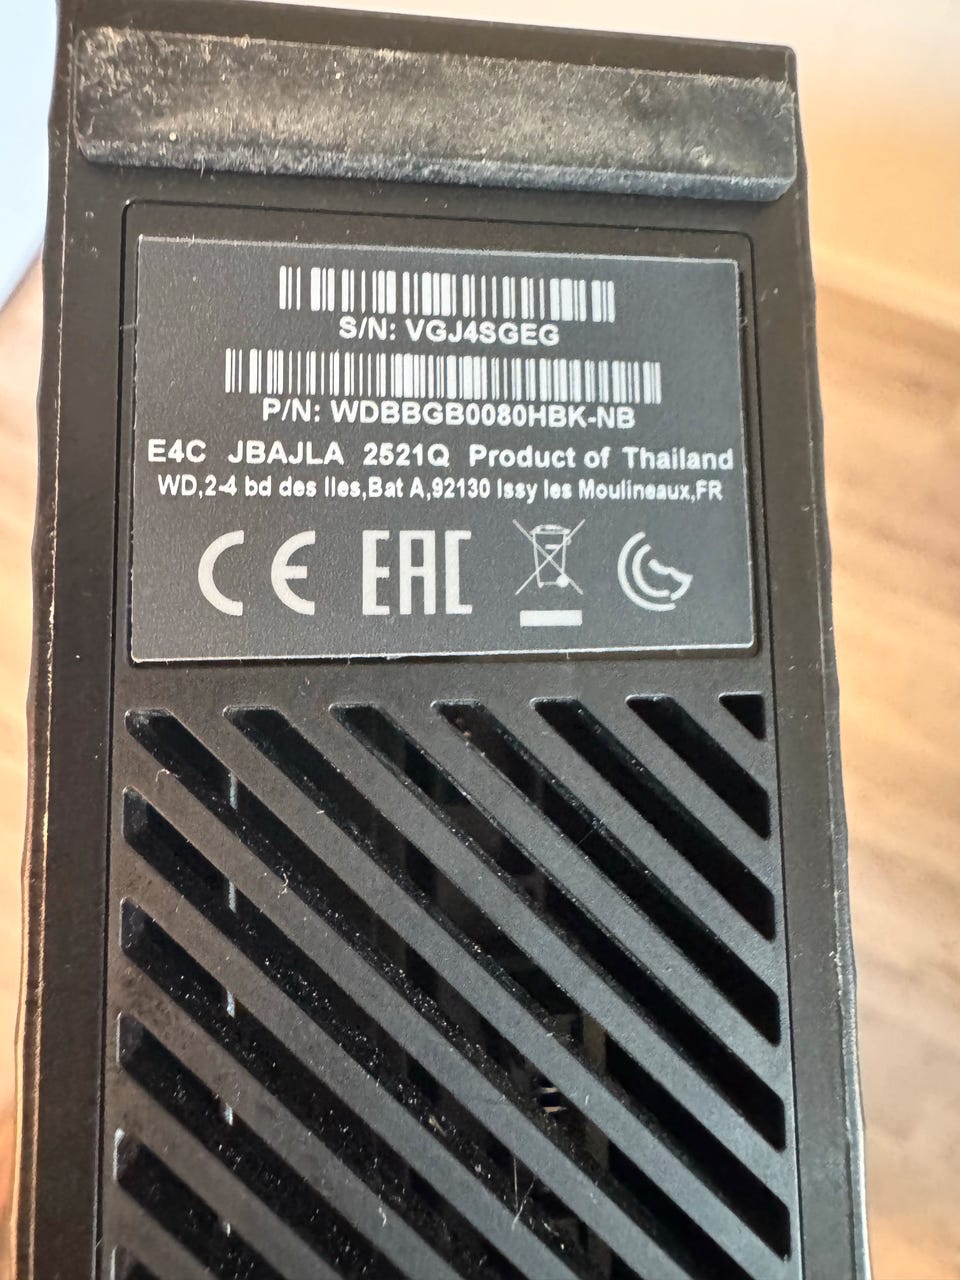 S/N: VGJ4SGEG
P/N: WDBBGB0080HBK-NB
E4C JBAJLA 2521Q Product of Thailand
WD,2-4 bd des Iles,Bat A,92130 Issy les Moulineaux,FR
CE EAC